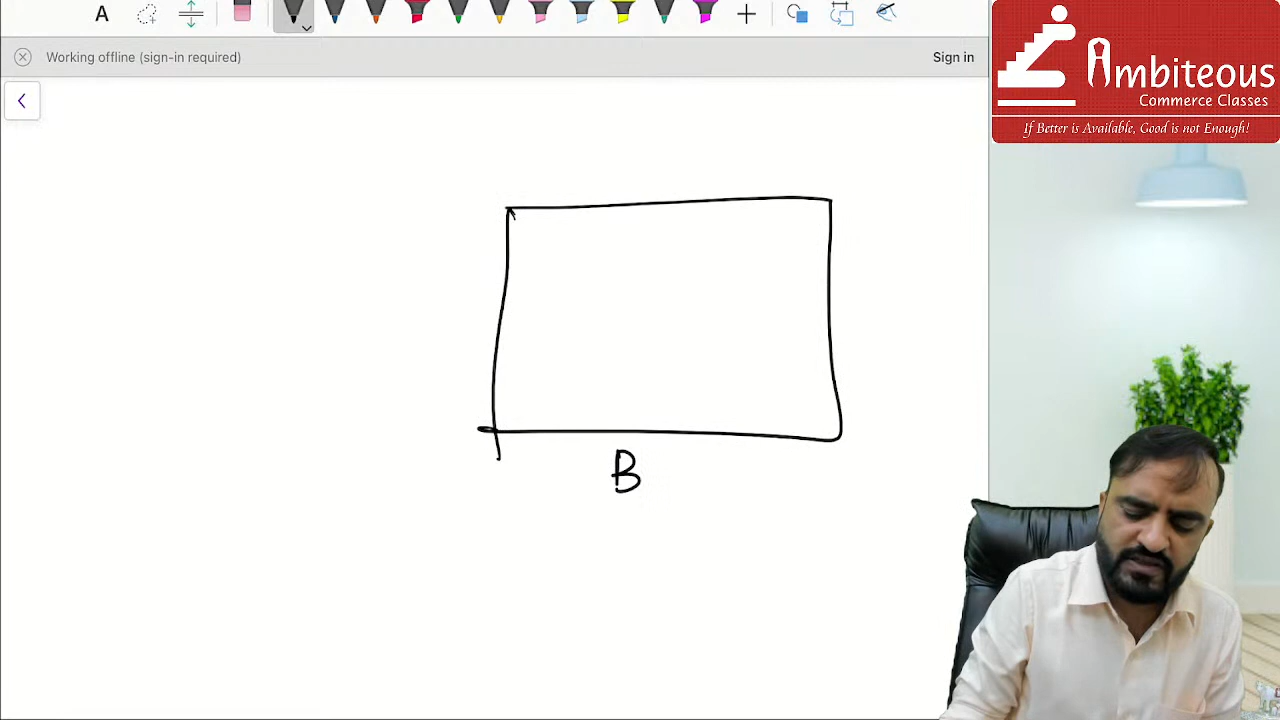 A
Working offline (sign-in required)
Sign in
Ambiteous
Commerce Classes
If Better is Available, Good is not Enough!
B